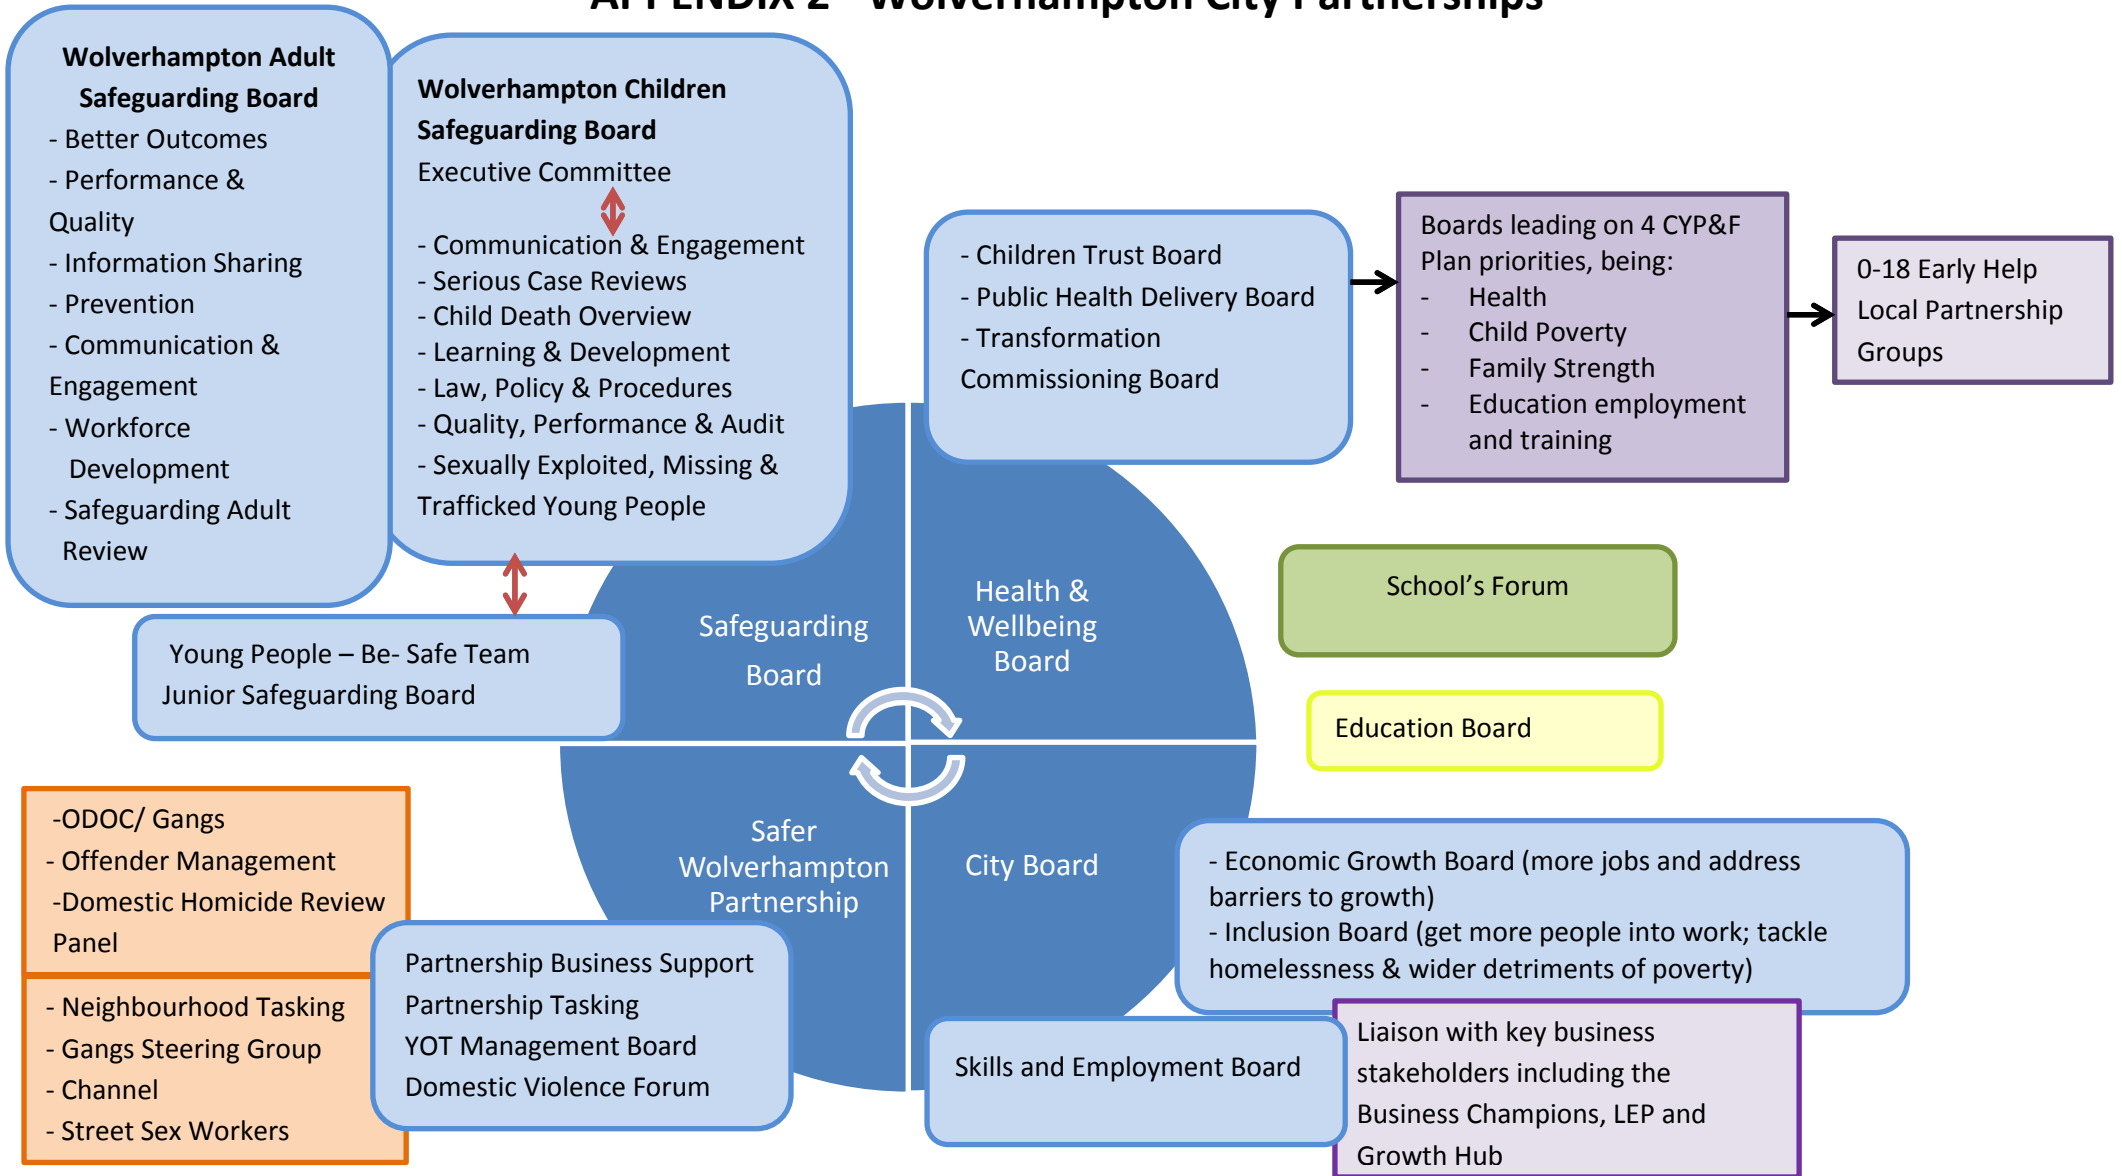 APPENDIX 2 - Wolverhampton City Partnerships
Wolverhampton Adult
Safeguarding Board
- Better Outcomes
- Performance &
Quality
- Information Sharing
- Prevention
- Communication &
Engagement
- Workforce
Development
- Safeguarding Adult
Review
Wolverhampton Children
Safeguarding Board
Executive Committee
- Communication & Engagement
- Serious Case Reviews
- Child Death Overview
- Learning & Development
- Law, Policy & Procedures
- Quality, Performance & Audit
- Sexually Exploited, Missing &
Trafficked Young People
- Children Trust Board
- Public Health Delivery Board
- Transformation
Commissioning Board
Boards leading on 4 CYP&F
Plan priorities, being:
- Health
- Child Poverty
- Family Strength
- Education employment
and training
0-18 Early Help
Local Partnership
Groups
Young People – Be- Safe Team
Junior Safeguarding Board
Safeguarding
Board
Health &
Wellbeing
Board
School’s Forum
Education Board
Safer
Wolverhampton
Partnership
City Board
-ODOC/ Gangs
- Offender Management
-Domestic Homicide Review
Panel
- Neighbourhood Tasking
- Gangs Steering Group
- Channel
- Street Sex Workers
Partnership Business Support
Partnership Tasking
YOT Management Board
Domestic Violence Forum
- Economic Growth Board (more jobs and address
barriers to growth)
- Inclusion Board (get more people into work; tackle
homelessness & wider detriments of poverty)
Skills and Employment Board
Liaison with key business
stakeholders including the
Business Champions, LEP and
Growth Hub